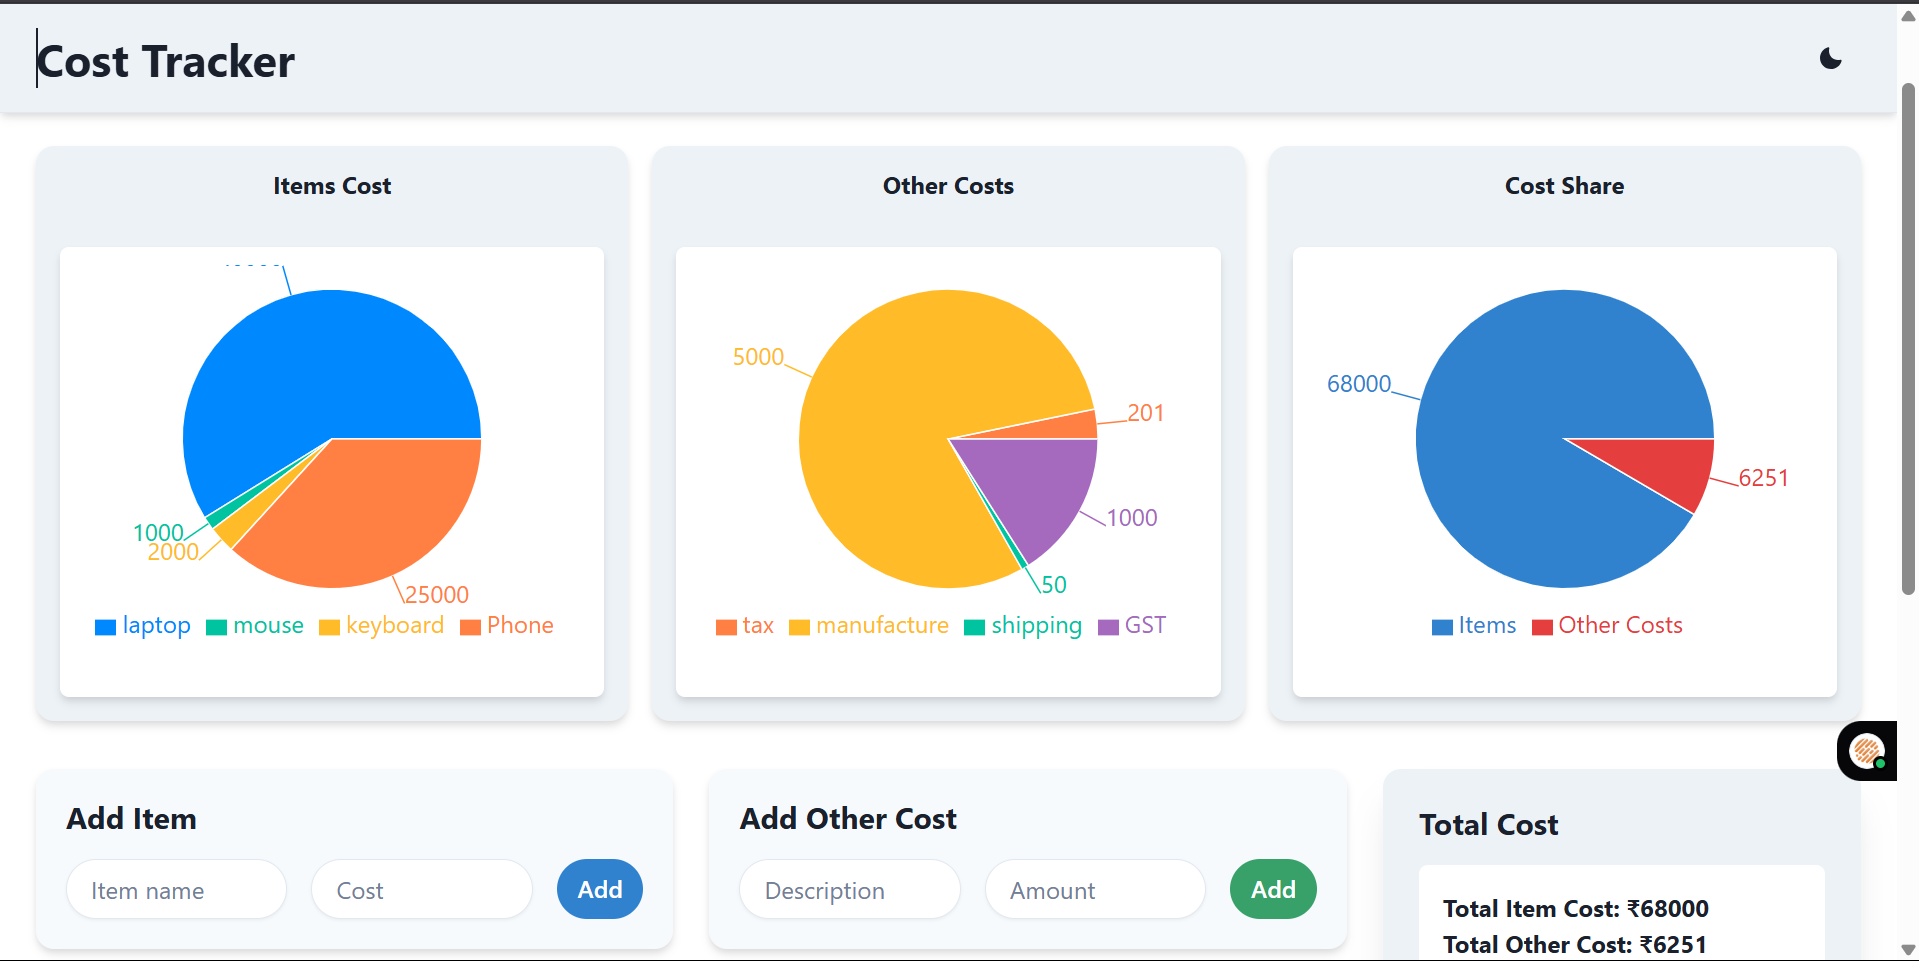 Cost Tracker
Items Cost
1000
2000
25000
laptop mouse keyboard Phone
Other Costs
5000
201
1000
50
tax manufacture shipping GST
Cost Share
68000
6251
Items Other Costs
Add Item
Item name Cost Add
Add Other Cost
Description Amount Add
Total Cost
Total Item Cost: ₹68000
Total Other Cost: ₹6251